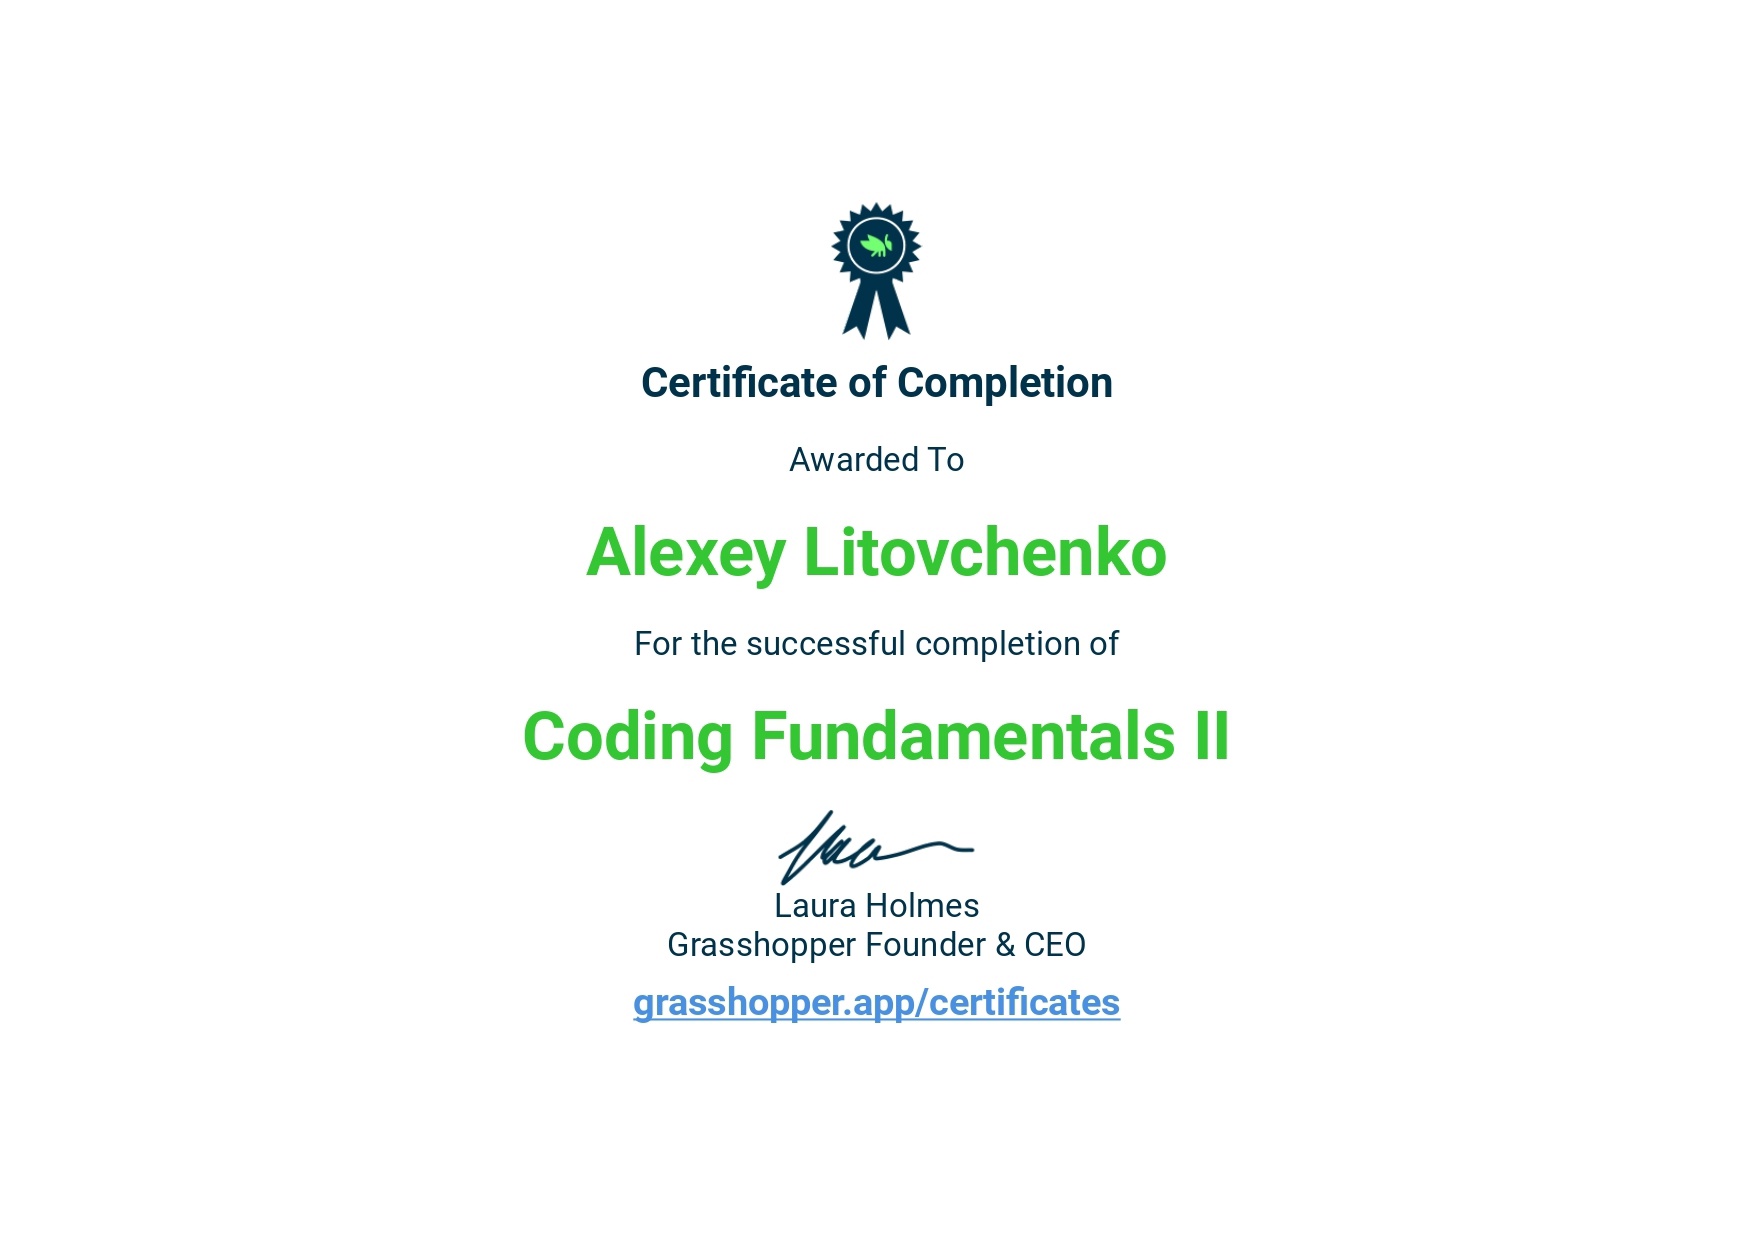 Certificate of Completion
Awarded To
Alexey Litovchenko
For the successful completion of
Coding Fundamentals II
Laura Holmes
Grasshopper Founder & CEO
grasshopper.app/certificates